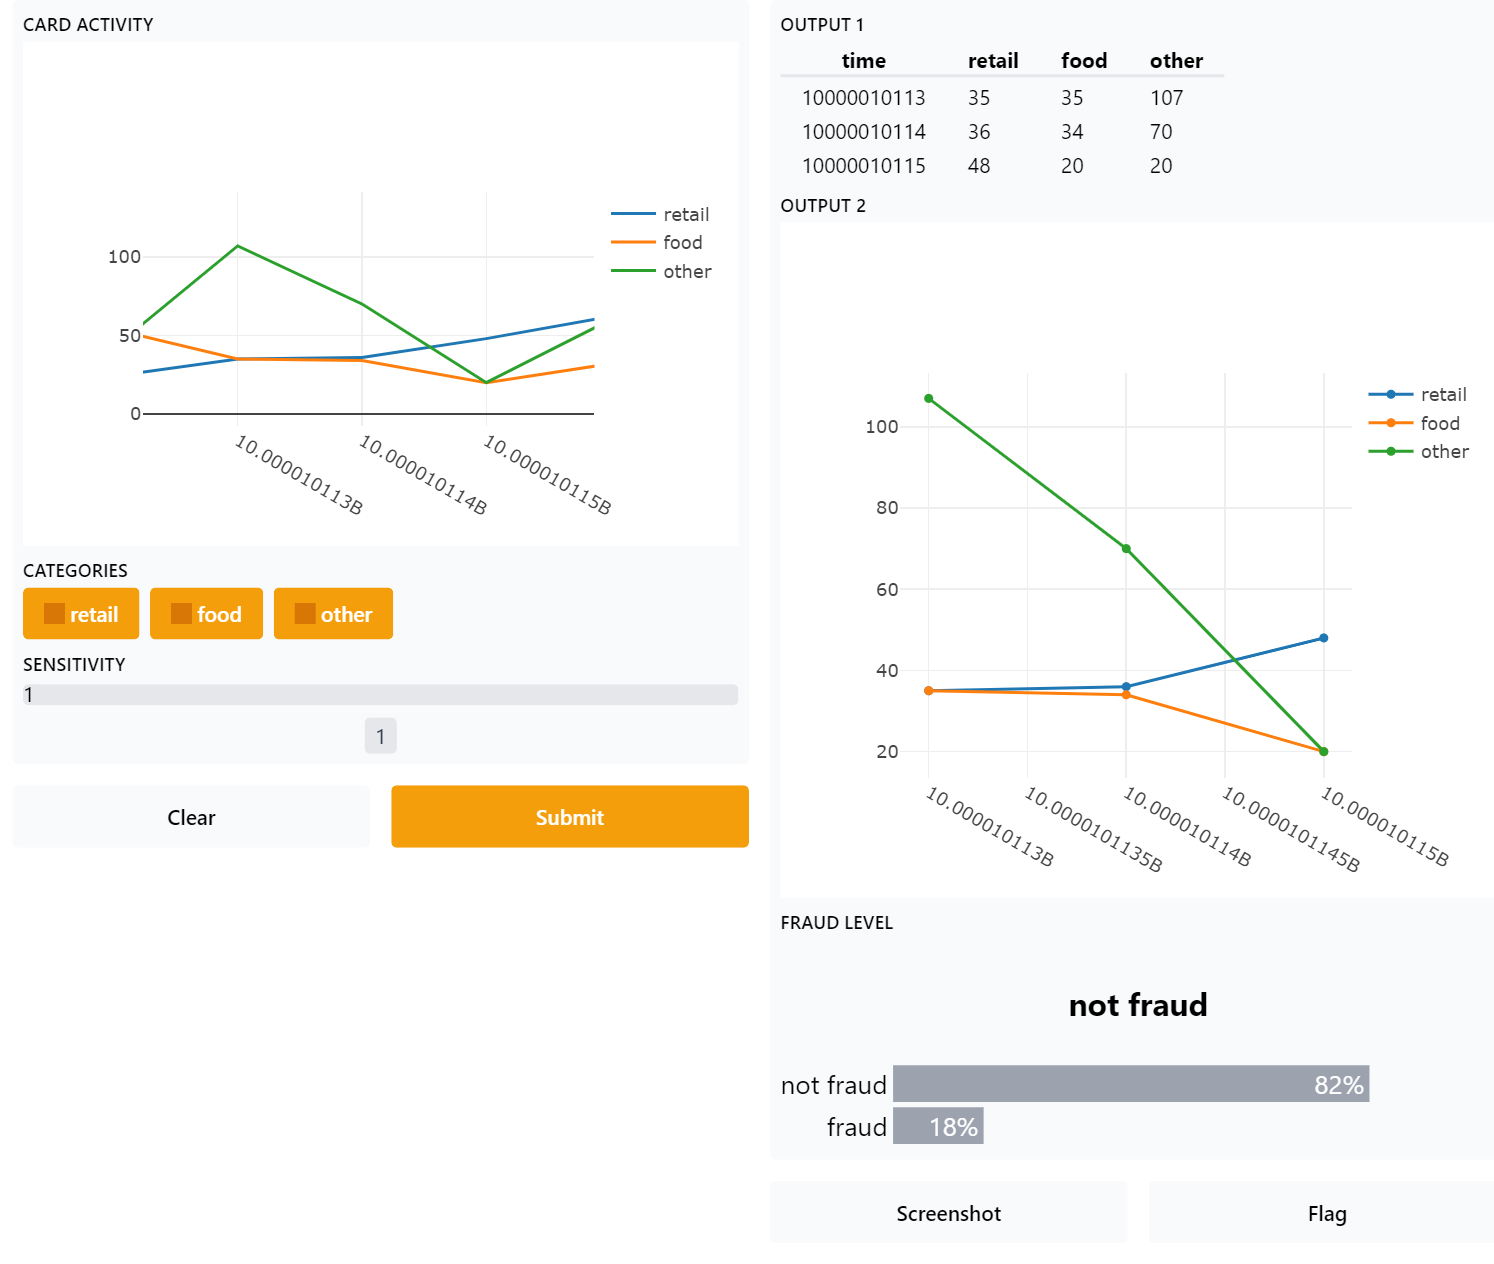 CARD ACTIVITY
retail
food
other
100
50
0
10.000010113B
10.000010114B
10.000010115B
CATEGORIES
retail food other
SENSITIVITY
1
1
Clear Submit
OUTPUT 1
time retail food other
10000010113 35 35 107
10000010114 36 34 70
10000010115 48 20 20
OUTPUT 2
retail
food
other
100
80
60
40
20
10.000010113B
10.0000101135B
10.000010114B
10.0000101145B
10.000010115B
FRAUD LEVEL
not fraud
not fraud 82%
fraud 18%
Screenshot Flag